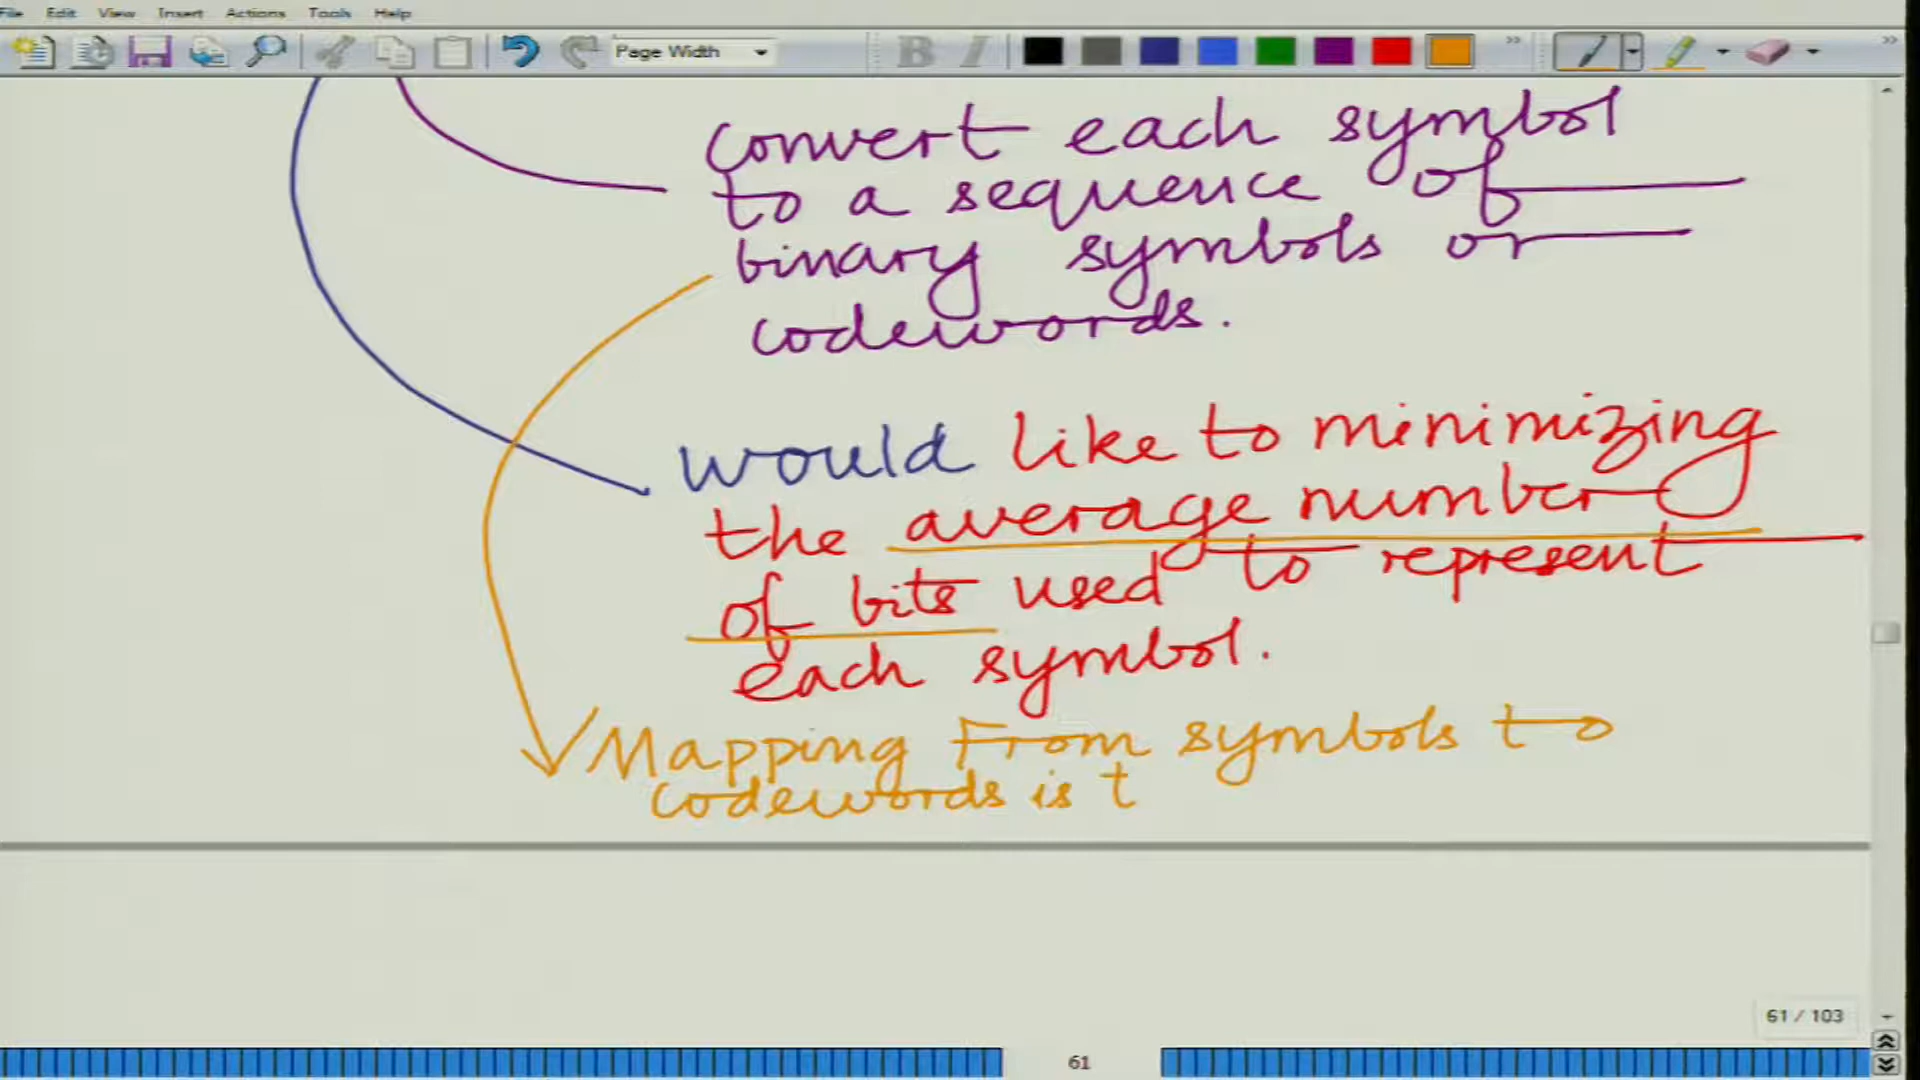 File Edit View Insert Actions Tools Help
Page Width
B I
Convert each symbol
to a sequence of
binary symbols or
codewords.
would like to minimizing
the average number
of bits used to represent
each symbol.
Mapping From symbols to
codewords is t
61 / 103
61